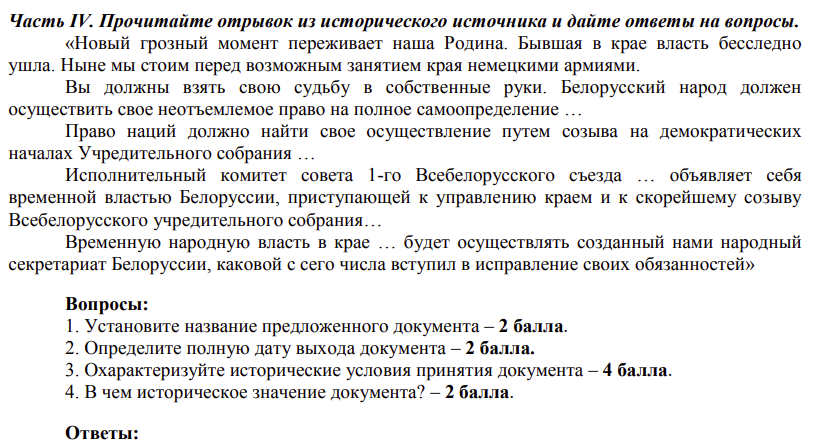 Часть IV. Прочитайте отрывок из исторического источника и дайте ответы на вопросы.
«Новый грозный момент переживает наша Родина. Бывшая в крае власть бесследно
ушла. Ныне мы стоим перед возможным занятием края немецкими армиями.
Вы должны взять свою судьбу в собственные руки. Белорусский народ должен
осуществить свое неотъемлемое право на полное самоопределение …
Право наций должно найти свое осуществление путем созыва на демократических
началах Учредительного собрания …
Исполнительный комитет совета 1-го Всебелорусского съезда … объявляет себя
временной властью Белоруссии, приступающей к управлению краем и к скорейшему созыву
Всебелорусского учредительного собрания…
Временную народную власть в крае … будет осуществлять созданный нами народный
секретариат Белоруссии, каковой с сего числа вступил в исправление своих обязанностей»
Вопросы:
1. Установите название предложенного документа – 2 балла.
2. Определите полную дату выхода документа – 2 балла.
3. Охарактеризуйте исторические условия принятия документа – 4 балла.
4. В чем историческое значение документа? – 2 балла.
Ответы: